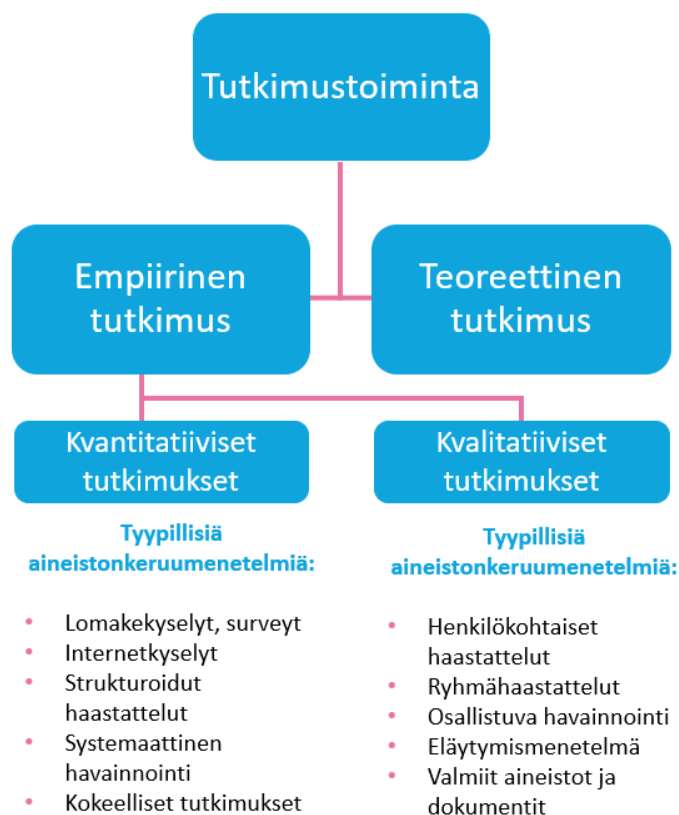 Tutkimustoiminta
Empiirinen
tutkimus
Teoreettinen
tutkimus
Kvantitatiiviset
tutkimukset
Kvalitatiiviset
tutkimukset
Tyypillisiä
aineistonkeruumenetelmiä:
• Lomakekyselyt, surveyt
• Internetkyselyt
• Strukturoidut
haastattelut
• Systemaattinen
havainnointi
• Kokeelliset tutkimukset
Tyypillisiä
aineistonkeruumenetelmiä:
• Henkilökohtaiset
haastattelut
• Ryhmähaastattelut
• Osallistuva havainnointi
• Eläytymismenetelmä
• Valmiit aineistot ja
dokumentit